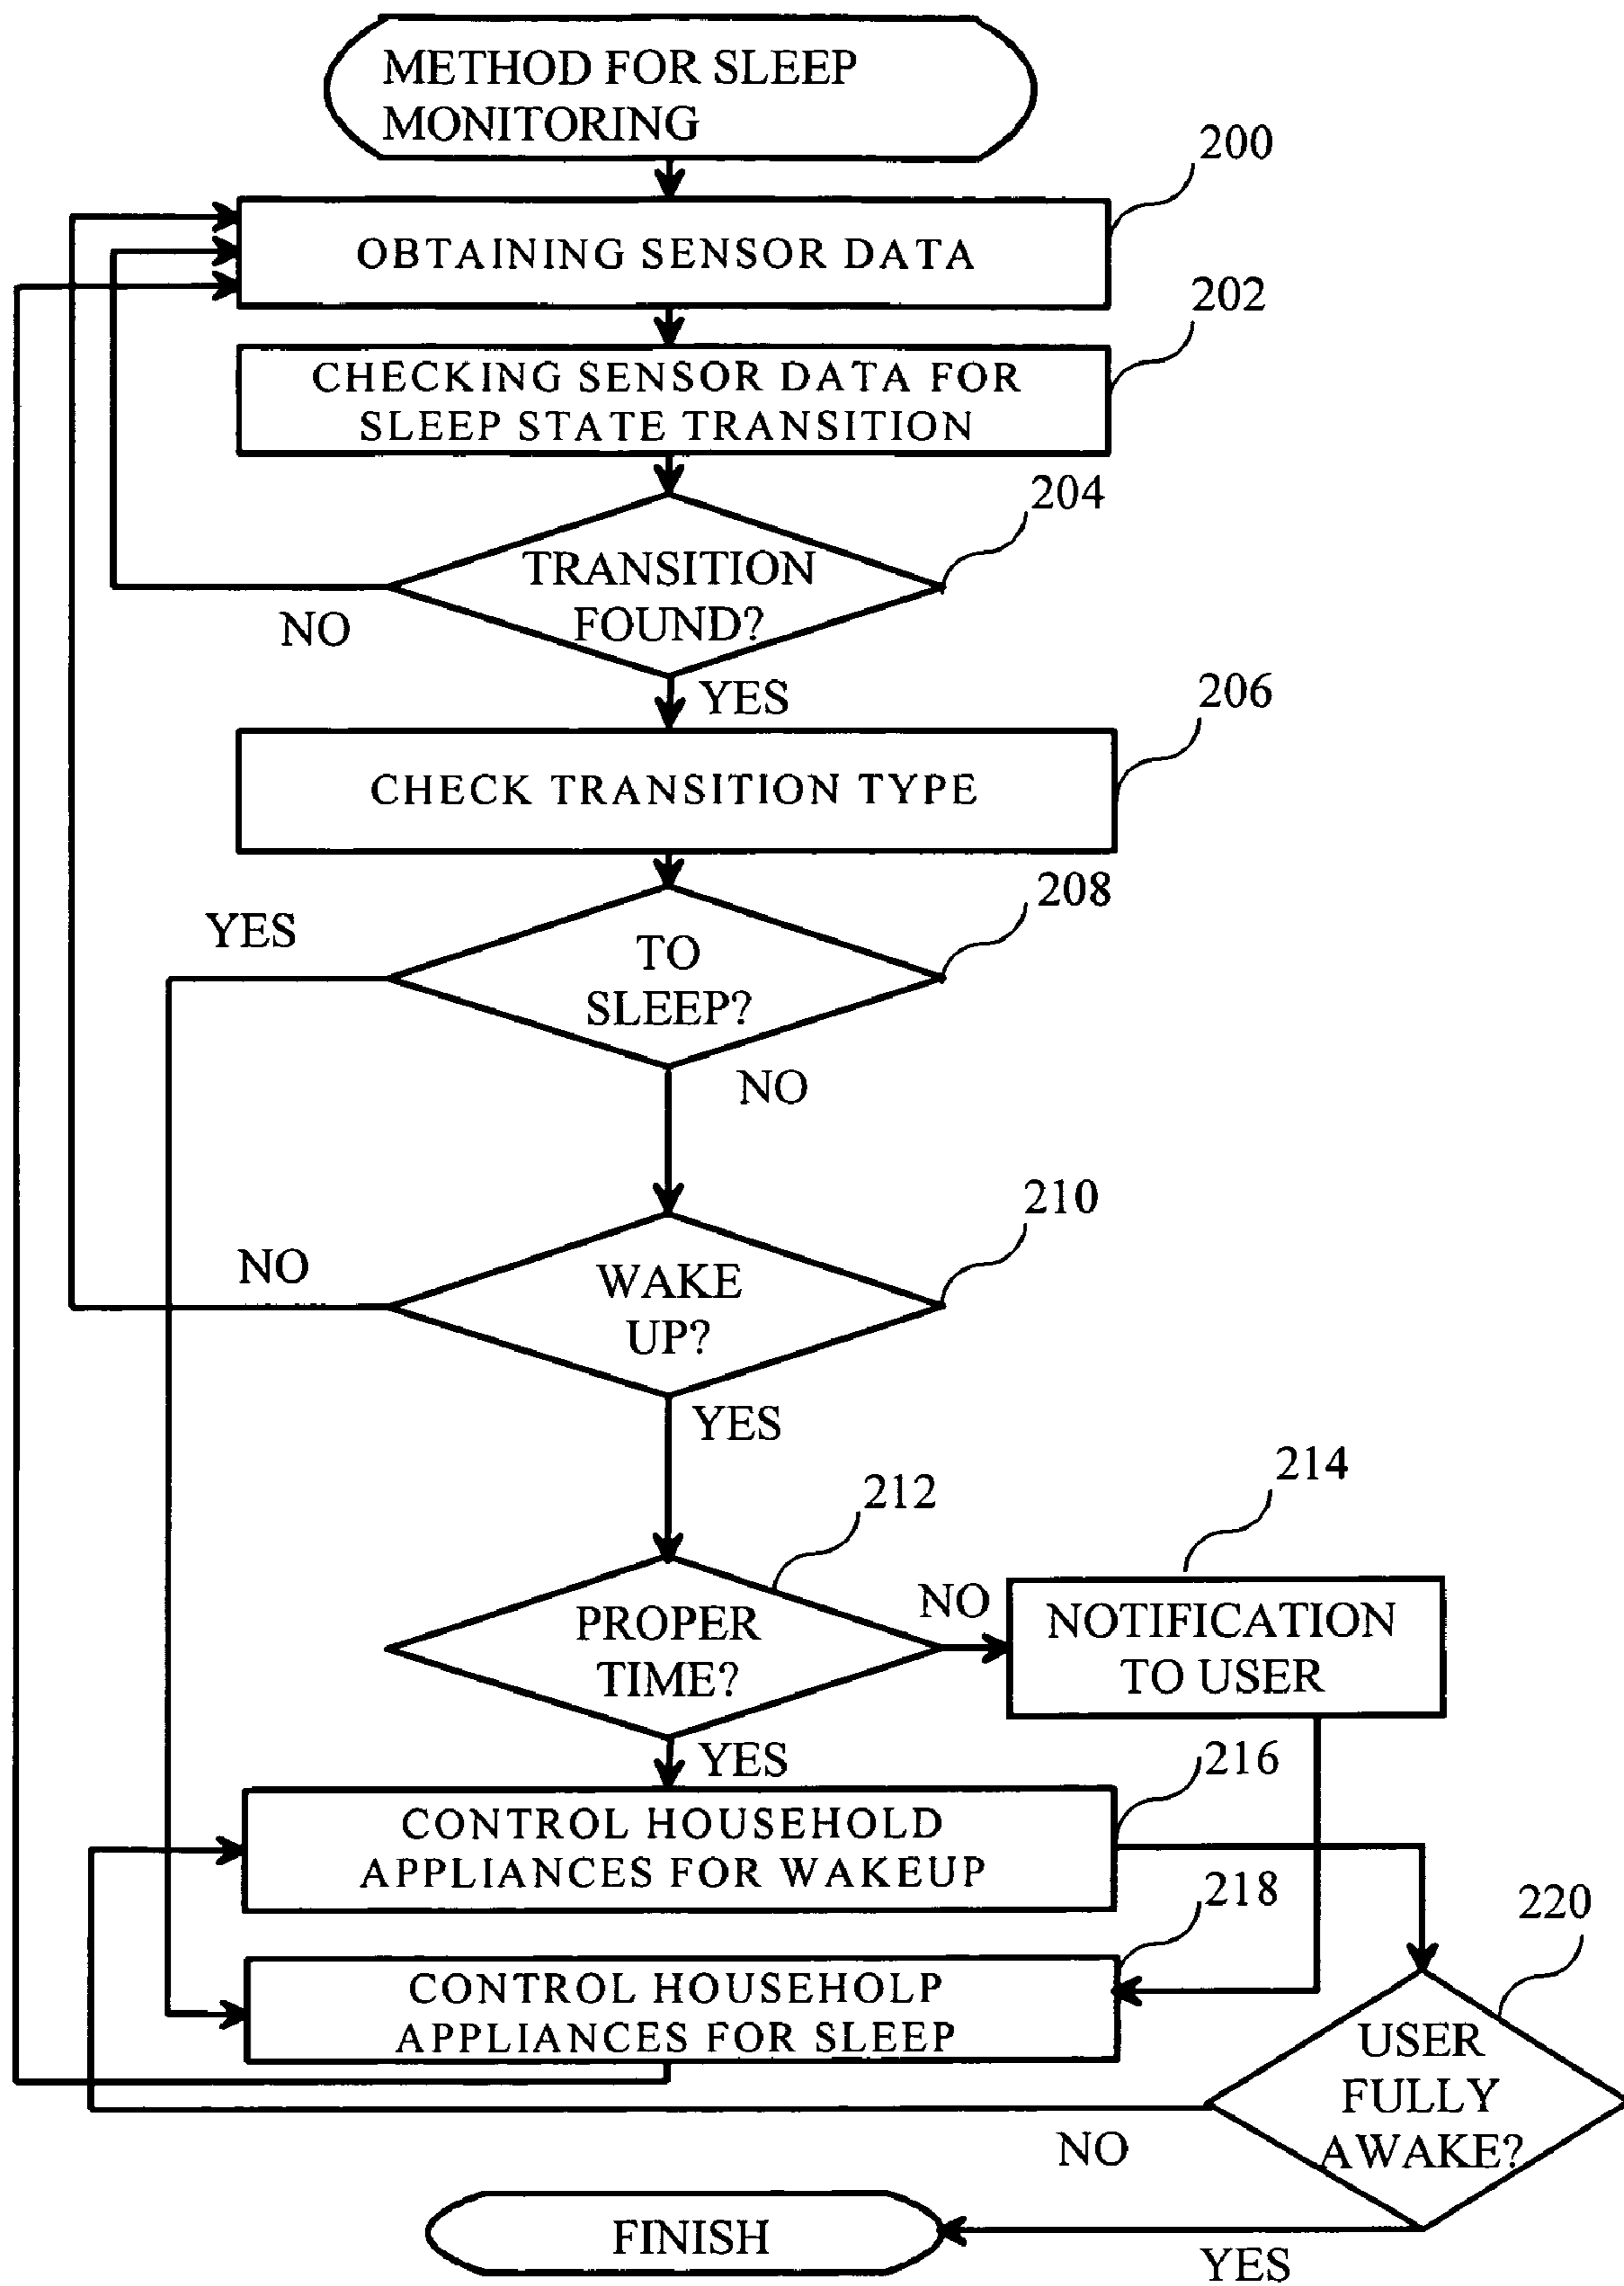 METHOD FOR SLEEP
MONITORING
200
OBTAINING SENSOR DATA
202
CHECKING SENSOR DATA FOR
SLEEP STATE TRANSITION
204
TRANSITION
FOUND?
NO
YES
206
CHECK TRANSITION TYPE
208
YES
TO
SLEEP?
NO
210
NO
WAKE
UP?
YES
214
212
NO
PROPER
TIME?
NOTIFICATION
TO USER
YES
216
CONTROL HOUSEHOLD
APPLIANCES FOR WAKEUP
218
220
CONTROL HOUSEHOLP
APPLIANCES FOR SLEEP
USER
FULLY
AWAKE?
NO
FINISH
YES